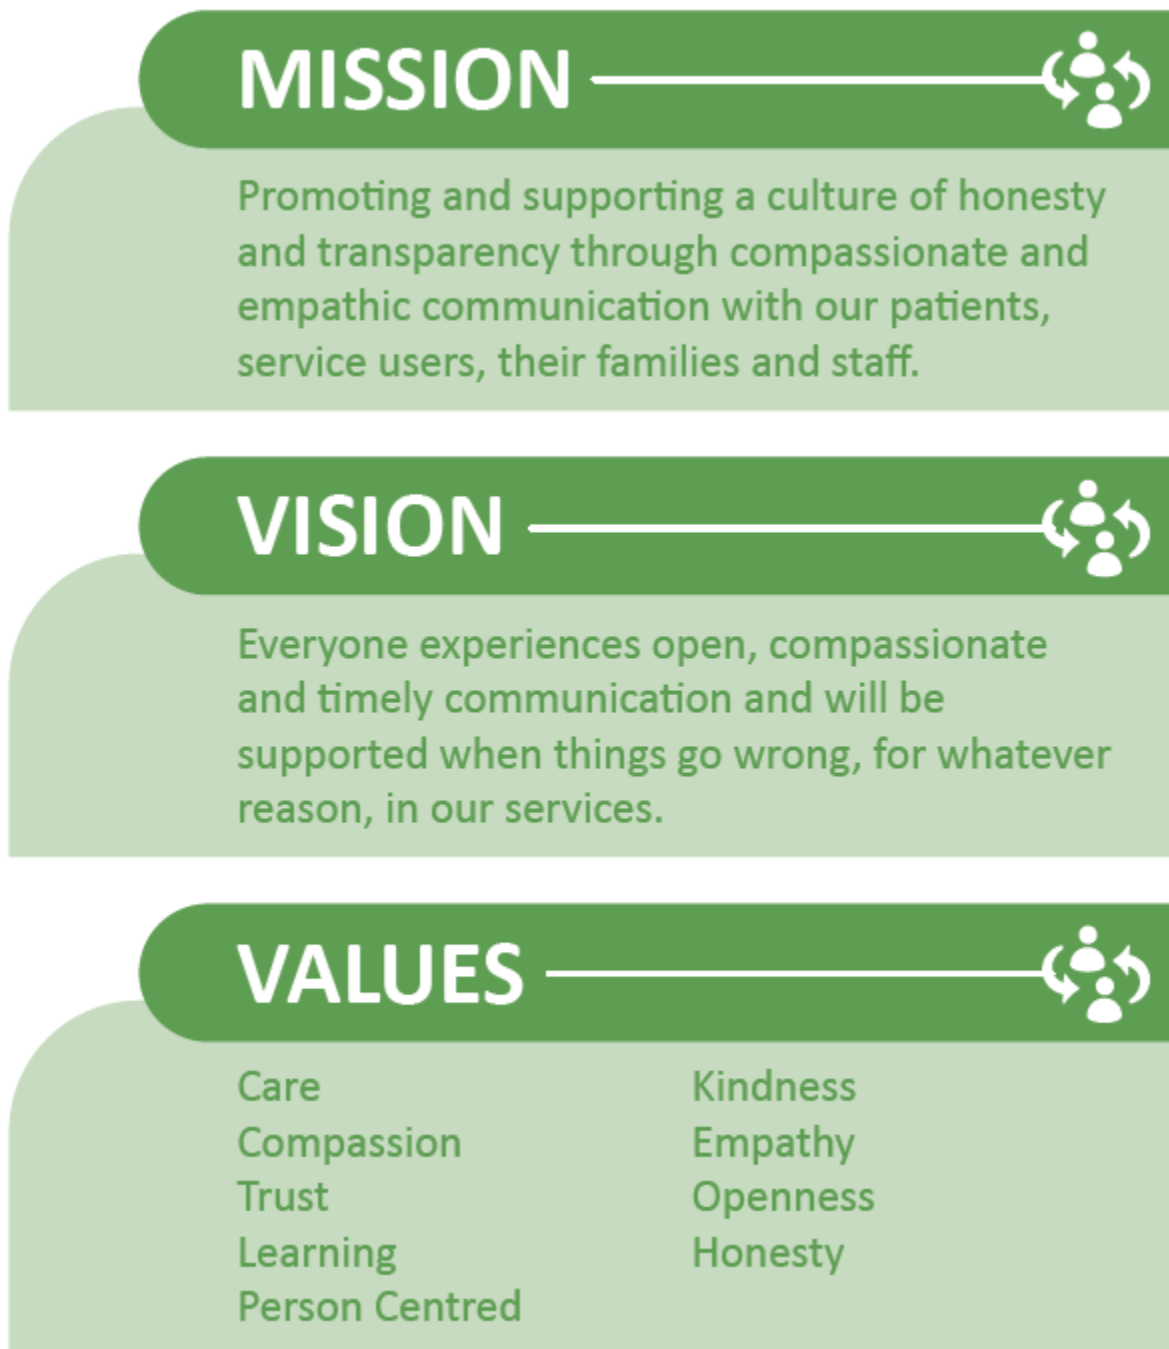 MISSION
Promoting and supporting a culture of honesty
and transparency through compassionate and
empathic communication with our patients,
service users, their families and staff.
VISION
Everyone experiences open, compassionate
and timely communication and will be
supported when things go wrong, for whatever
reason, in our services.
VALUES
Care
Compassion
Trust
Learning
Person Centred
Kindness
Empathy
Openness
Honesty